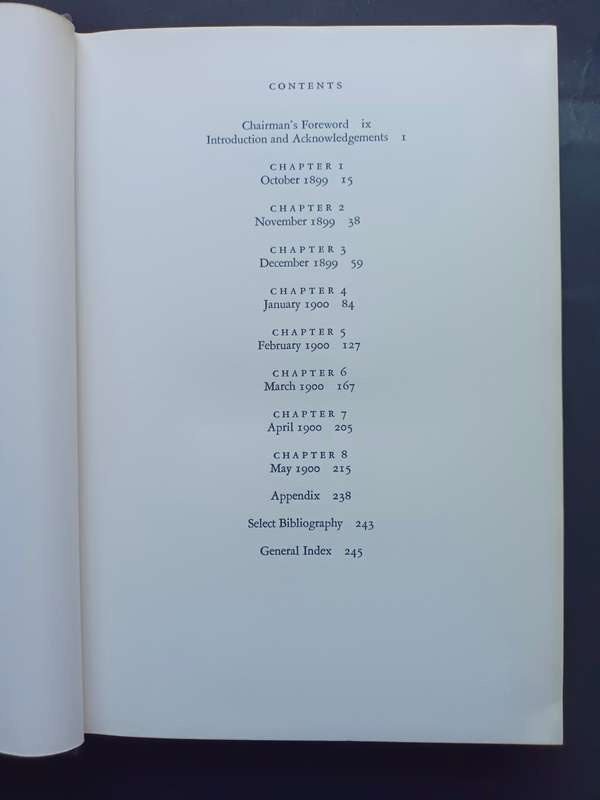 CONTENTS
Chairman's Foreword ix
Introduction and Acknowledgements 1
CHAPTER 1
October 1899 15
CHAPTER 2
November 1899 38
CHAPTER 3
December 1899 59
CHAPTER 4
January 1900 84
CHAPTER 5
February 1900 127
CHAPTER 6
March 1900 167
CHAPTER 7
April 1900 205
CHAPTER 8
May 1900 215
Appendix 238
Select Bibliography 243
General Index 245